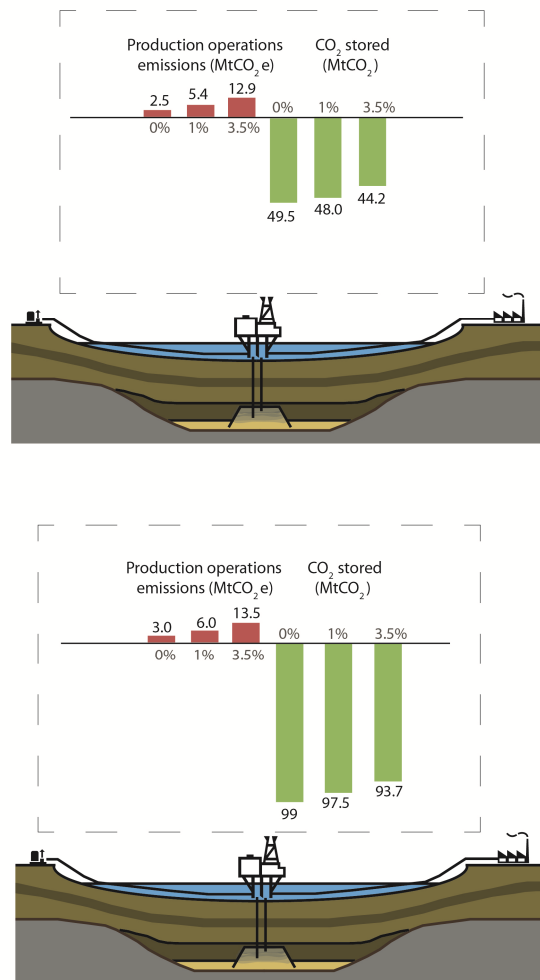 Production operations
emissions (MtCO2e)
CO2 stored
(MtCO2)
2.5 5.4 12.9
0% 1% 3.5%
0% 1% 3.5%
49.5 48.0 44.2
Production operations
emissions (MtCO2e)
CO2 stored
(MtCO2)
3.0 6.0 13.5
0% 1% 3.5%
0% 1% 3.5%
99 97.5 93.7